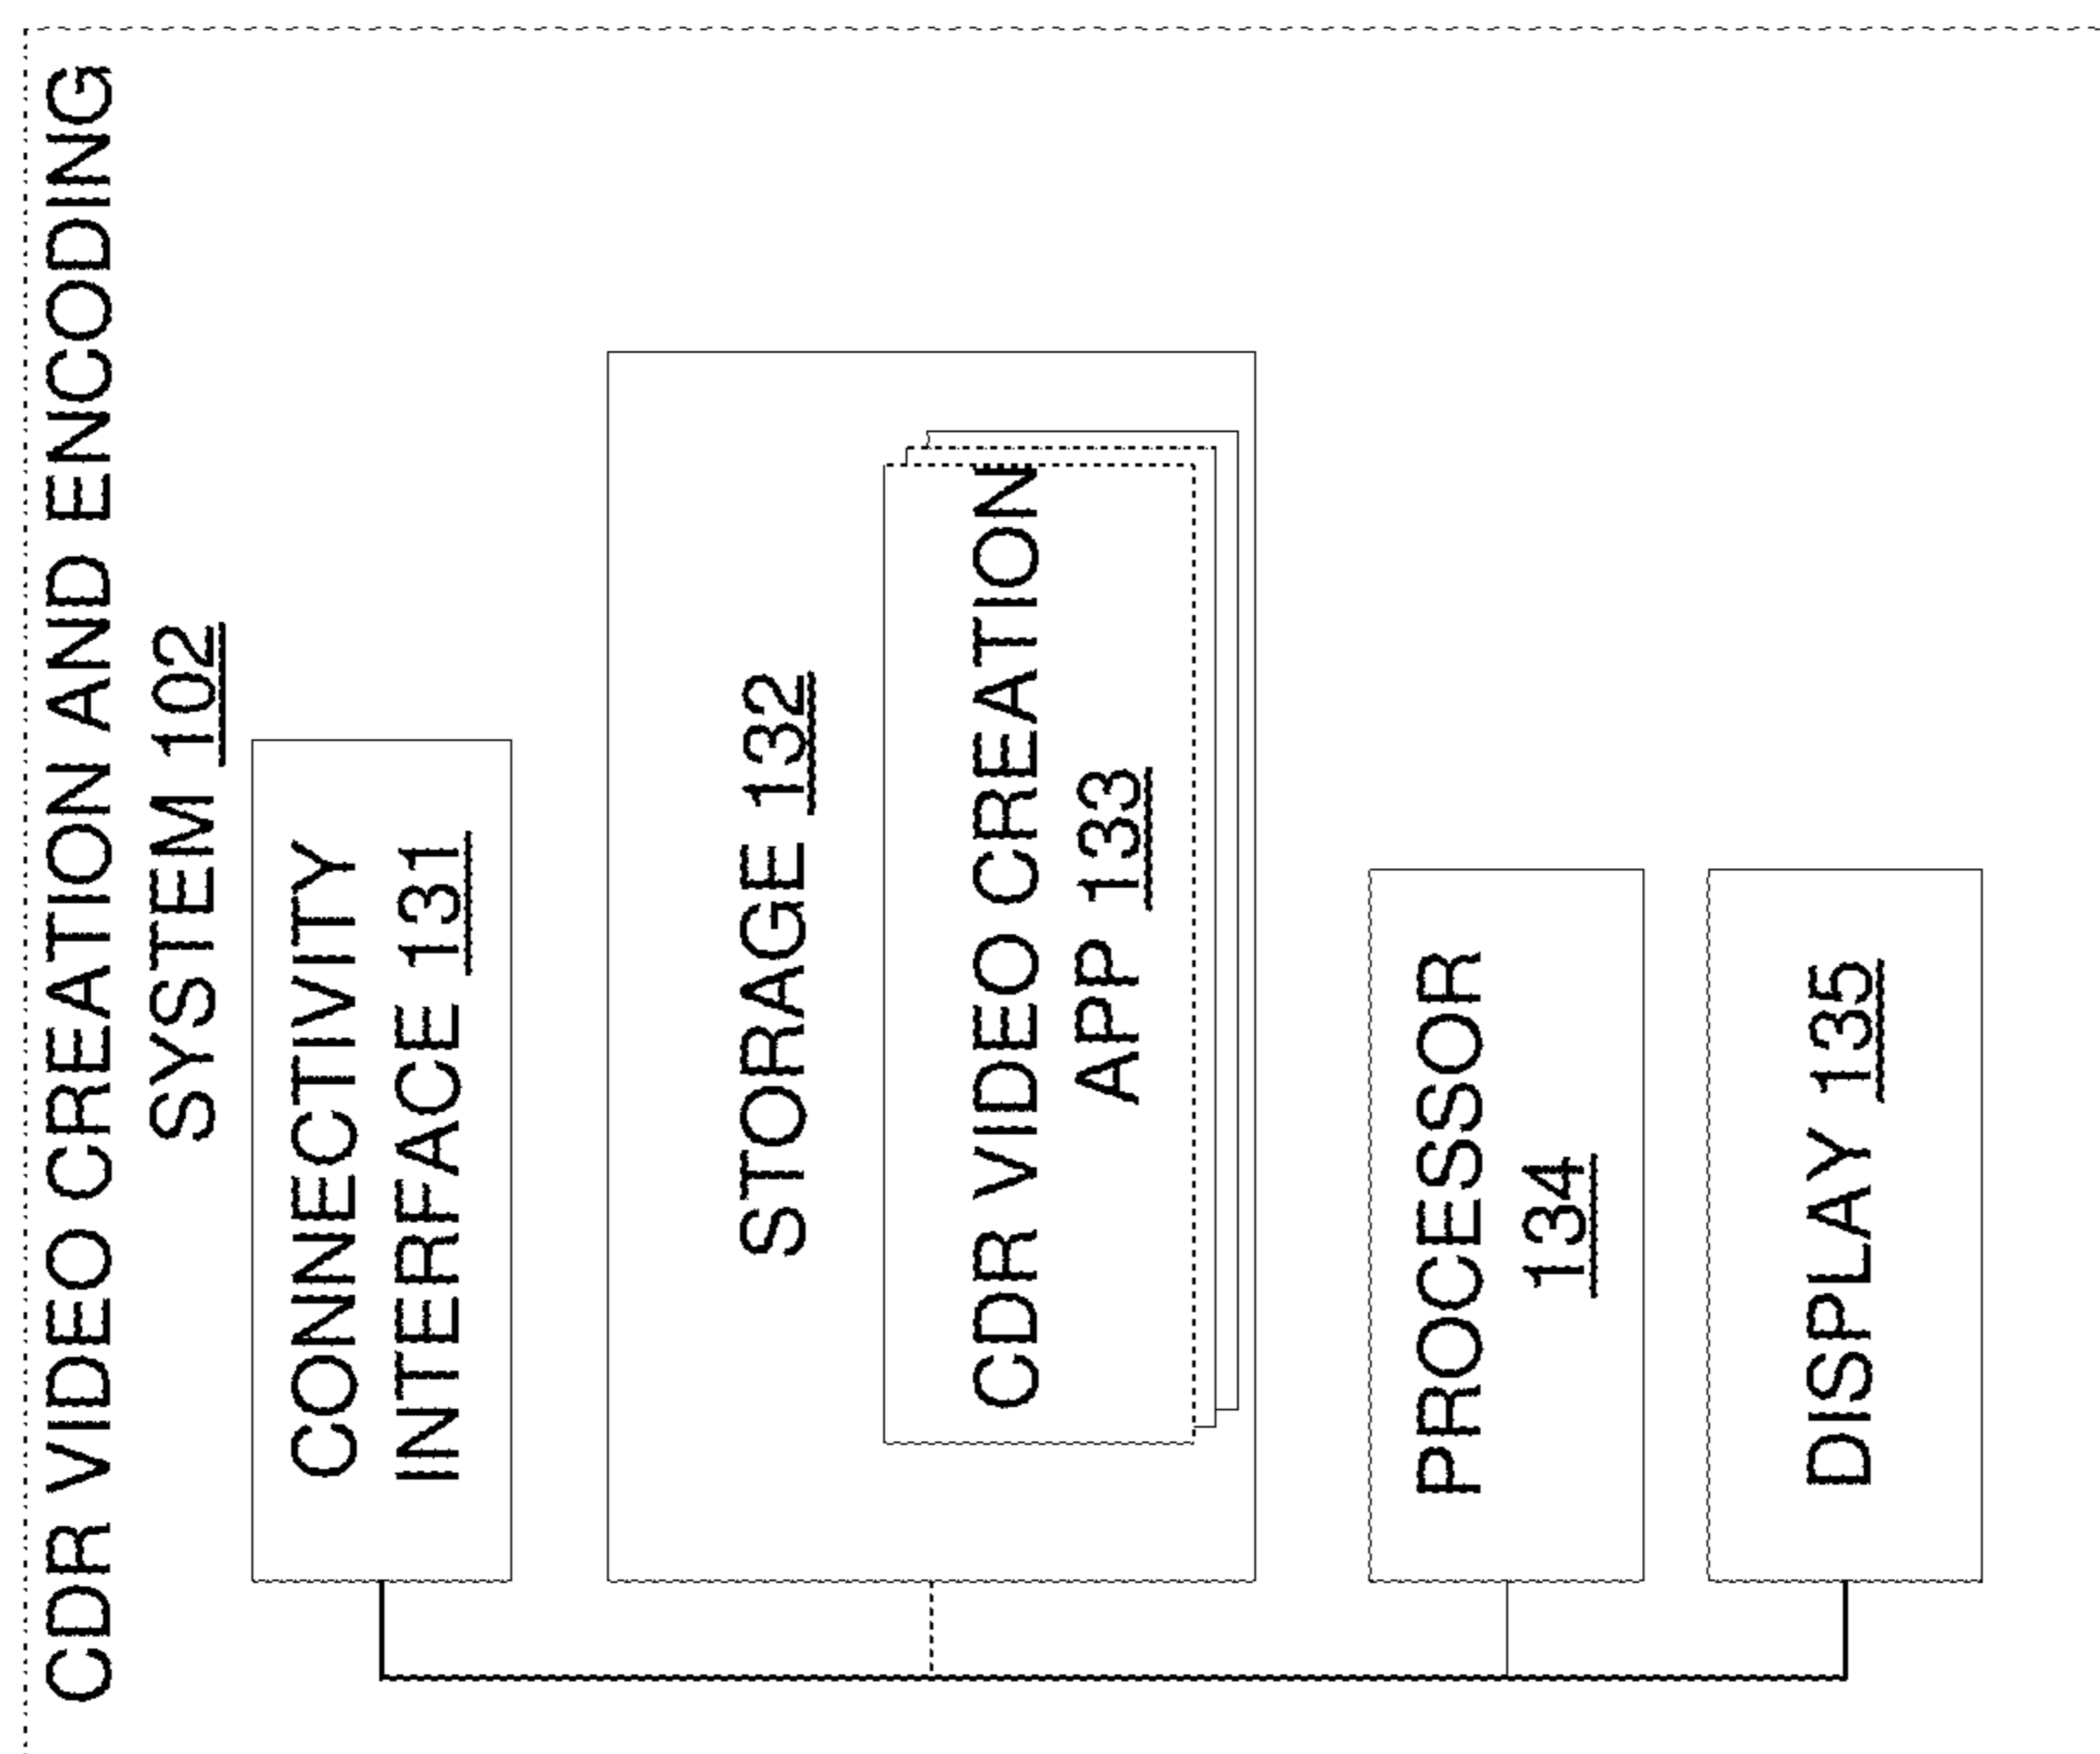 CDR VIDEO CREATION AND ENCODING
SYSTEM 102
CONNECTIVITY
INTERFACE 131
STORAGE 132
CDR VIDEO CREATION
APP 133
PROCESSOR
134
DISPLAY 135